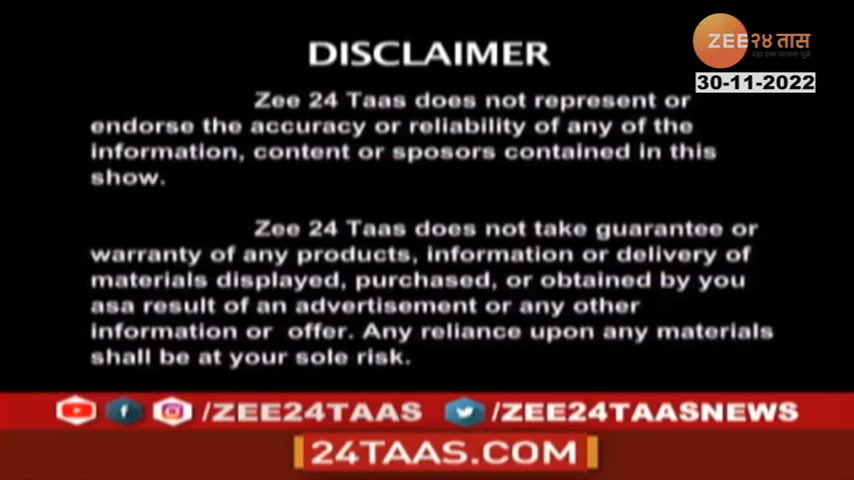 ZEE २४ तास
30-11-2022
DISCLAIMER
Zee 24 Taas does not represent or
endorse the accuracy or reliability of any of the
information, content or sposors contained in this
show.
Zee 24 Taas does not take guarantee or
warranty of any products, information or delivery of
materials displayed, purchased, or obtained by you
asa result of an advertisement or any other
information or offer. Any reliance upon any materials
shall be at your sole risk.
/ZEE24TAAS /ZEE24TAASNEWS
24TAAS.COM